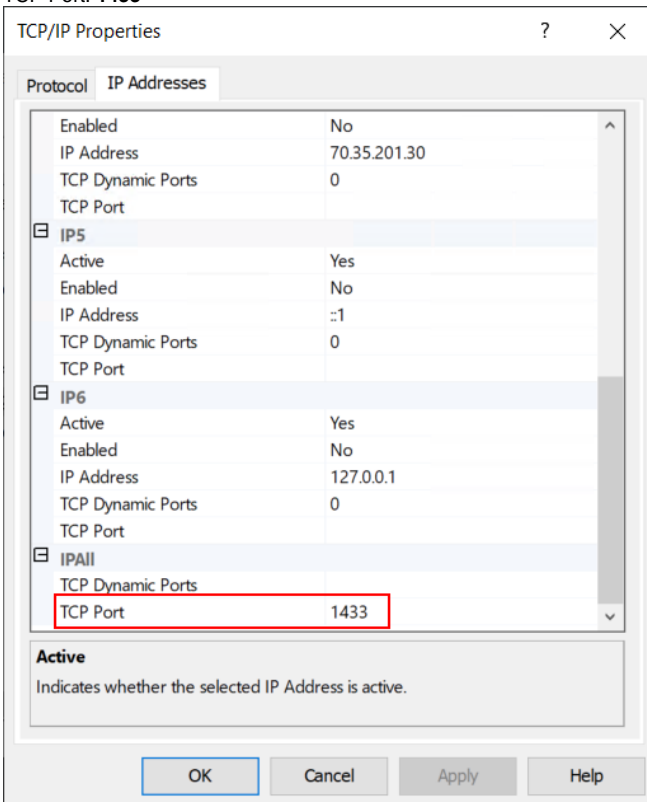 TCP Port: 1433
TCP/IP Properties ? ×
Protocol IP Addresses
Enabled No
IP Address 70.35.201.30
TCP Dynamic Ports 0
TCP Port
IP5
Active Yes
Enabled No
IP Address ::1
TCP Dynamic Ports 0
TCP Port
IP6
Active Yes
Enabled No
IP Address 127.0.0.1
TCP Dynamic Ports 0
TCP Port
IPAll
TCP Dynamic Ports
TCP Port 1433
Active
Indicates whether the selected IP Address is active.
OK Cancel Apply Help